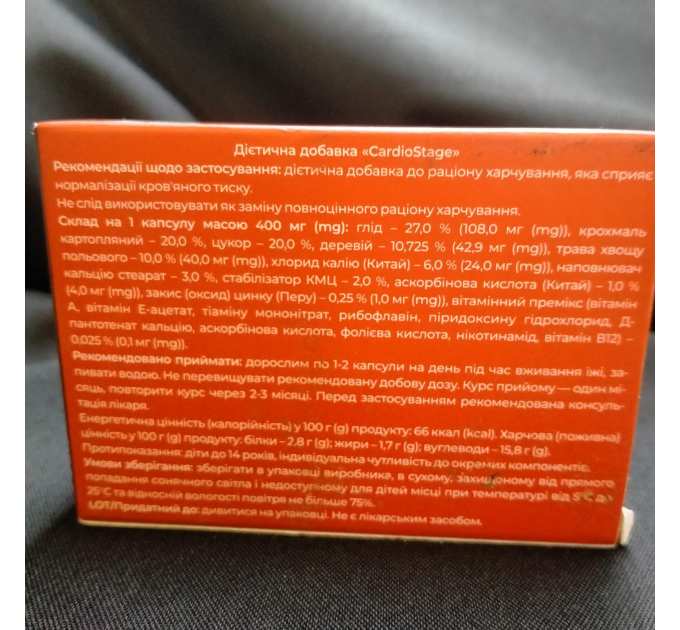 Дієтична добавка «CardioStage»
Рекомендації щодо застосування: дієтична добавка до раціону харчування, яка сприяє
нормалізації кров'яного тиску.
Не слід використовувати як заміну повноцінного раціону харчування.
Склад на 1 капсулу масою 400 мг (mg): глід – 27,0 % (108,0 мг (mg)), крохмаль
картопляний – 20,0 %, цукор – 20,0 %, деревій – 10,725 % (42,9 мг (mg)), трава хвощу
польового – 10,0 % (40,0 мг (mg)), хлорид калію (Китай) – 6,0 % (24,0 мг (mg)), наповнювач
кальцію стеарат – 3,0 %, стабілізатор КМЦ – 2,0 %, аскорбінова кислота (Китай) – 1,0 %
(4,0 мг (mg)), закис (оксид) цинку (Перу) – 0,25 % (1,0 мг (mg)), вітамінний премікс (вітамін
А, вітамін Е-ацетат, тіаміну мононітрат, рибофлавін, піридоксину гідрохлорид, Д-
пантотенат кальцію, аскорбінова кислота, фолієва кислота, нікотинамід, вітамін В12) –
0,025 % (0,1 мг (mg)).
Рекомендовано приймати: дорослим по 1-2 капсули на день під час вживання їжі, за-
пивати водою. Не перевищувати рекомендовану добову дозу. Курс прийому — один мі-
сяць, повторити курс через 2-3 місяці. Перед застосуванням рекомендована консуль-
тація лікаря.
Енергетична цінність (калорійність) у 100 г (g) продукту: 66 ккал (kcal). Харчова (поживна)
цінність у 100 г (g) продукту: білки – 2,8 г (g); жири – 1,7 г (g); вуглеводи – 15,8 г (g).
Протипоказання: діти до 14 років, індивідуальна чутливість до окремих компонентів.
Умови зберігання: зберігати в упаковці виробника, в сухому, захищеному від прямого
попадання сонячного світла і недоступному для дітей місці при температурі від 5°С до
25°С та відносній вологості повітря не більше 75%.
LOT/Придатний до: дивитися на упаковці. Не є лікарським засобом.